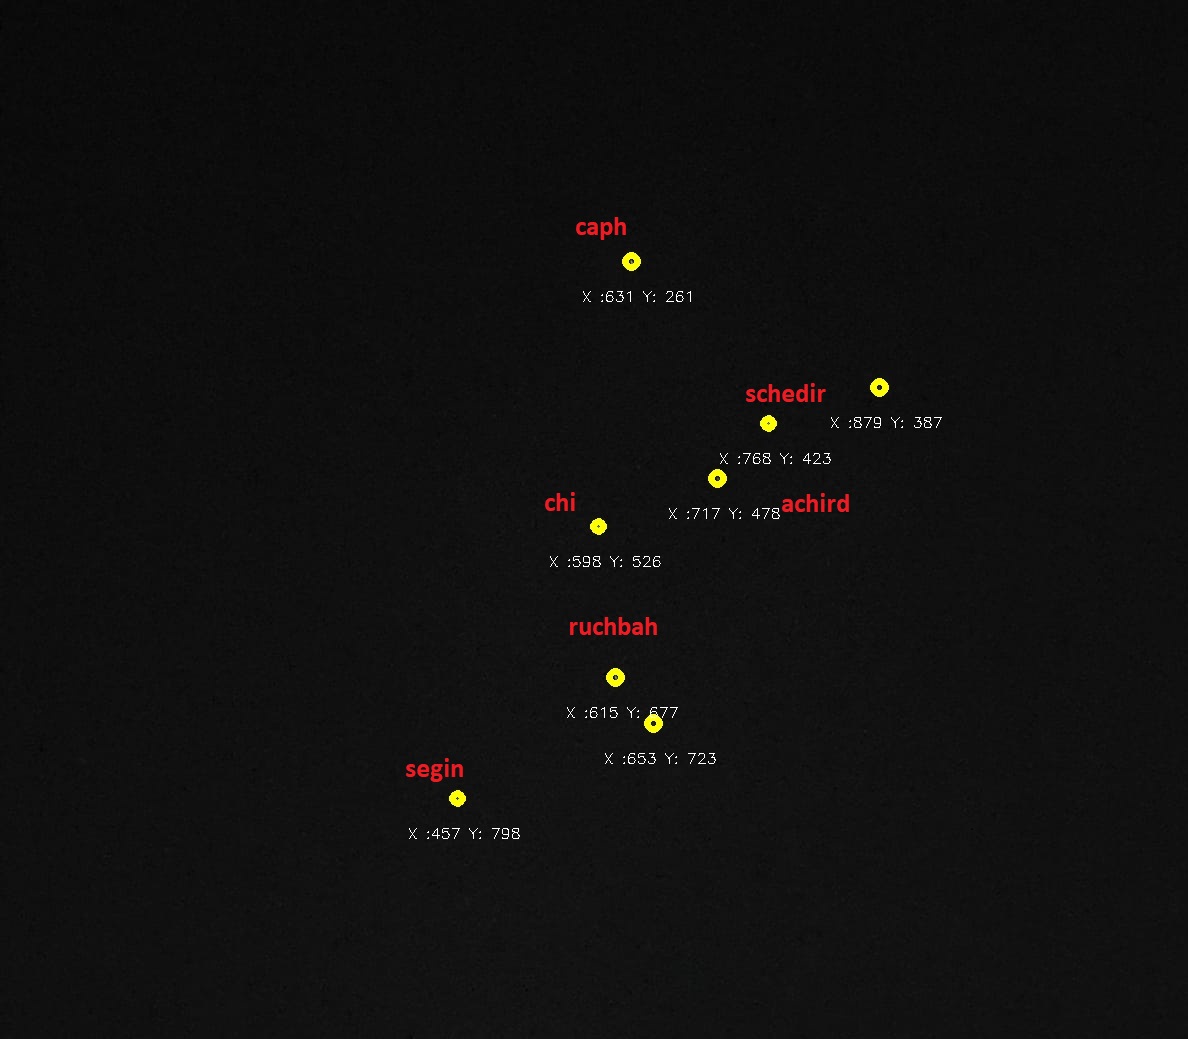 caph
X :631 Y: 261
schedir
X :879 Y: 387
X :768 Y: 423
chi
X :717 Y: 478
achird
X :598 Y: 526
ruchbah
X :615 Y: 677
X :653 Y: 723
segin
X :457 Y: 798